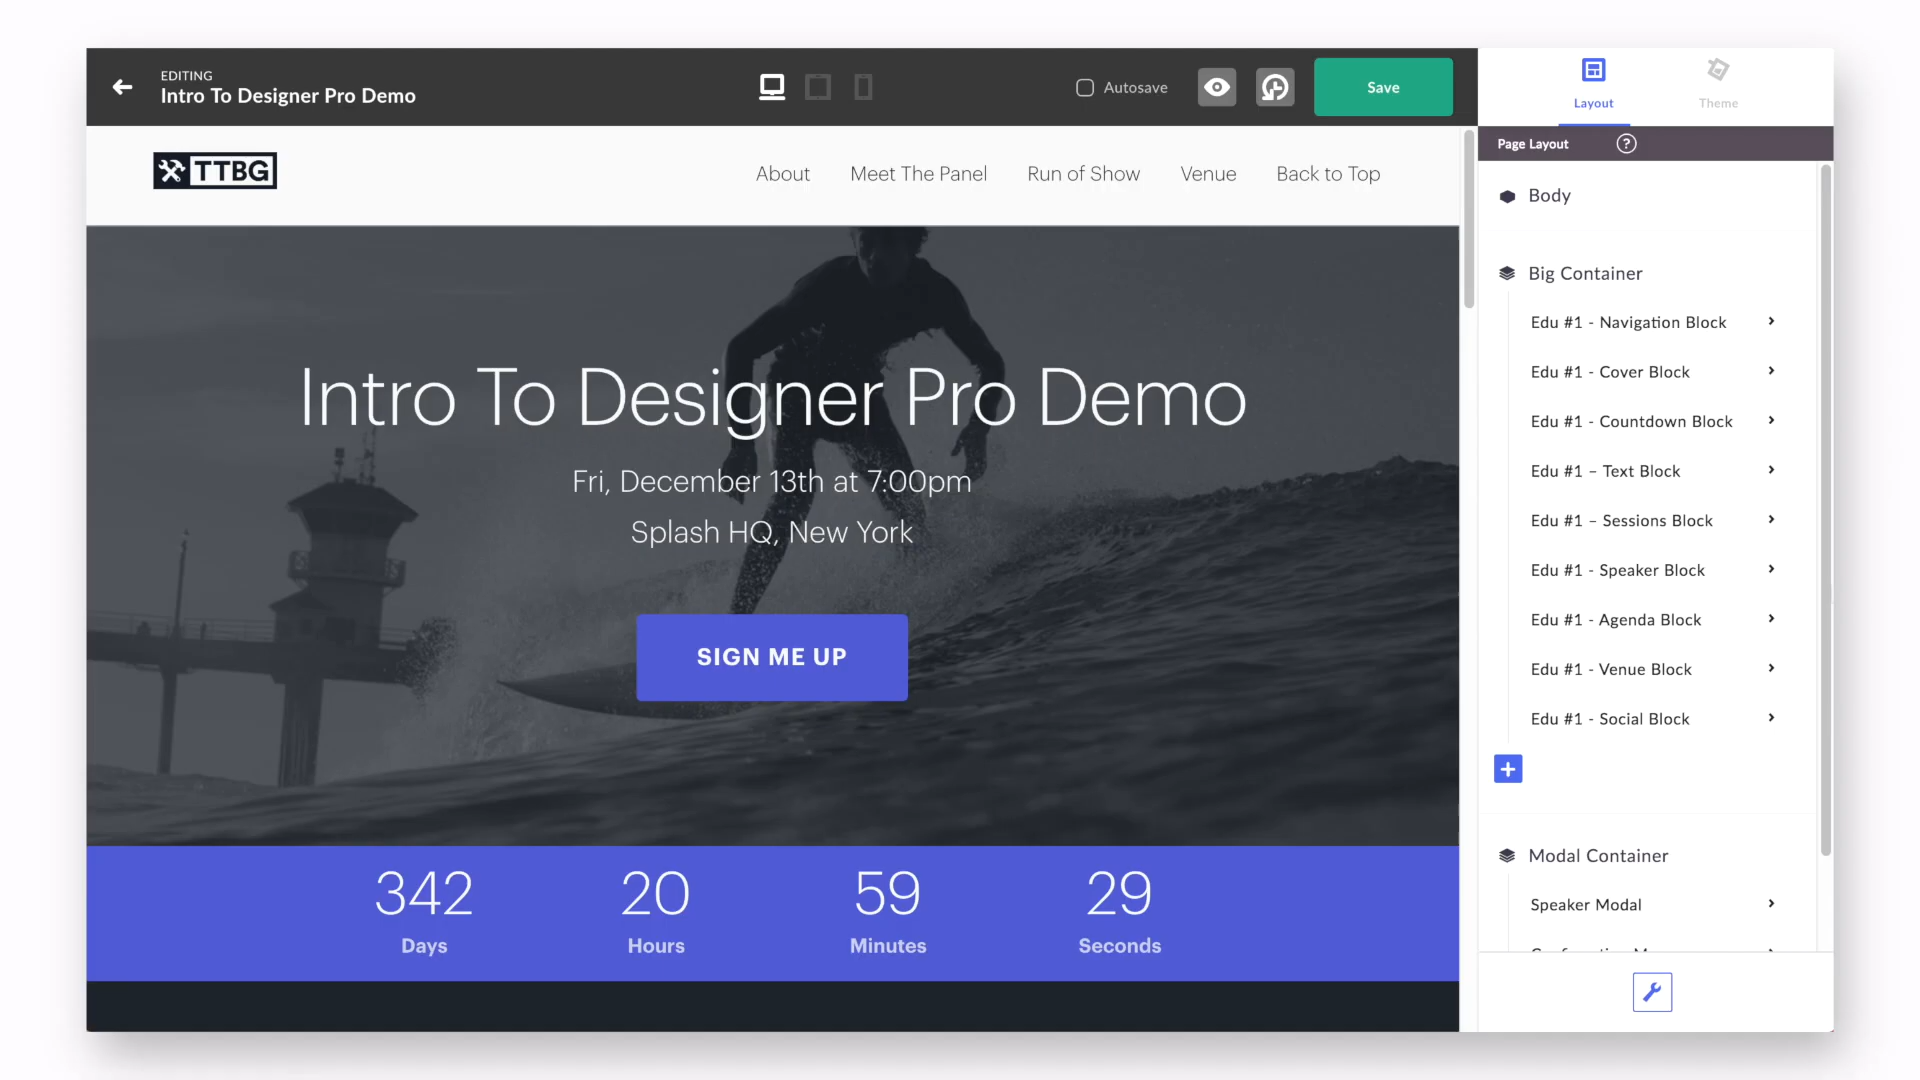 EDITING
Intro To Designer Pro Demo
Autosave
Save
Layout
Theme
TTBG
About
Meet The Panel
Run of Show
Venue
Back to Top
Intro To Designer Pro Demo
Fri, December 13th at 7:00pm
Splash HQ, New York
SIGN ME UP
342
20
59
29
Days
Hours
Minutes
Seconds
Page Layout
?
Body
Big Container
Edu #1 - Navigation Block
Edu #1 - Cover Block
Edu #1 - Countdown Block
Edu #1 – Text Block
Edu #1 – Sessions Block
Edu #1 - Speaker Block
Edu #1 - Agenda Block
Edu #1 - Venue Block
Edu #1 - Social Block
Modal Container
Speaker Modal